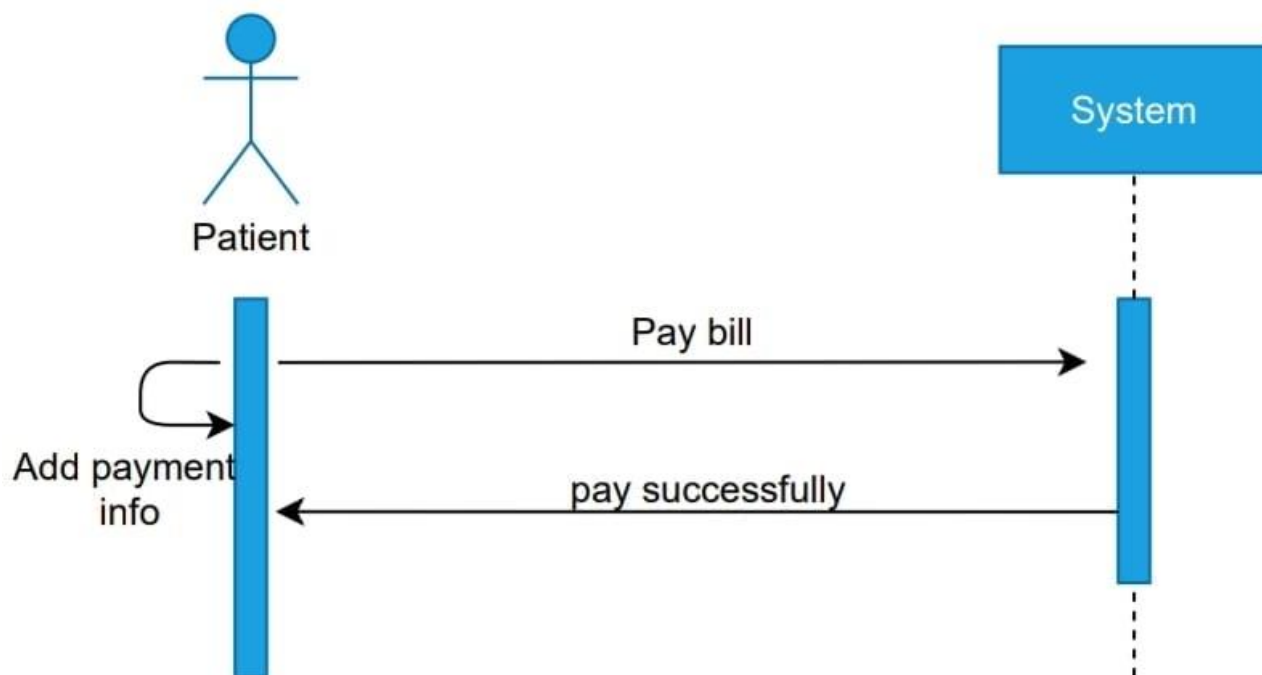 System
Patient
Pay bill
Add payment
info
pay successfully